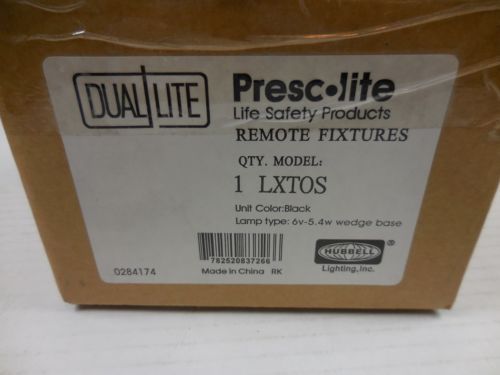 DUAL LITE
Presc•lite
Life Safety Products
REMOTE FIXTURES
QTY. MODEL:
1 LXTOS
Unit Color:Black
Lamp type: 6v-5.4w wedge base
782520837266
0284174
Made in China RK
HUBBELL ®
Lighting, Inc.